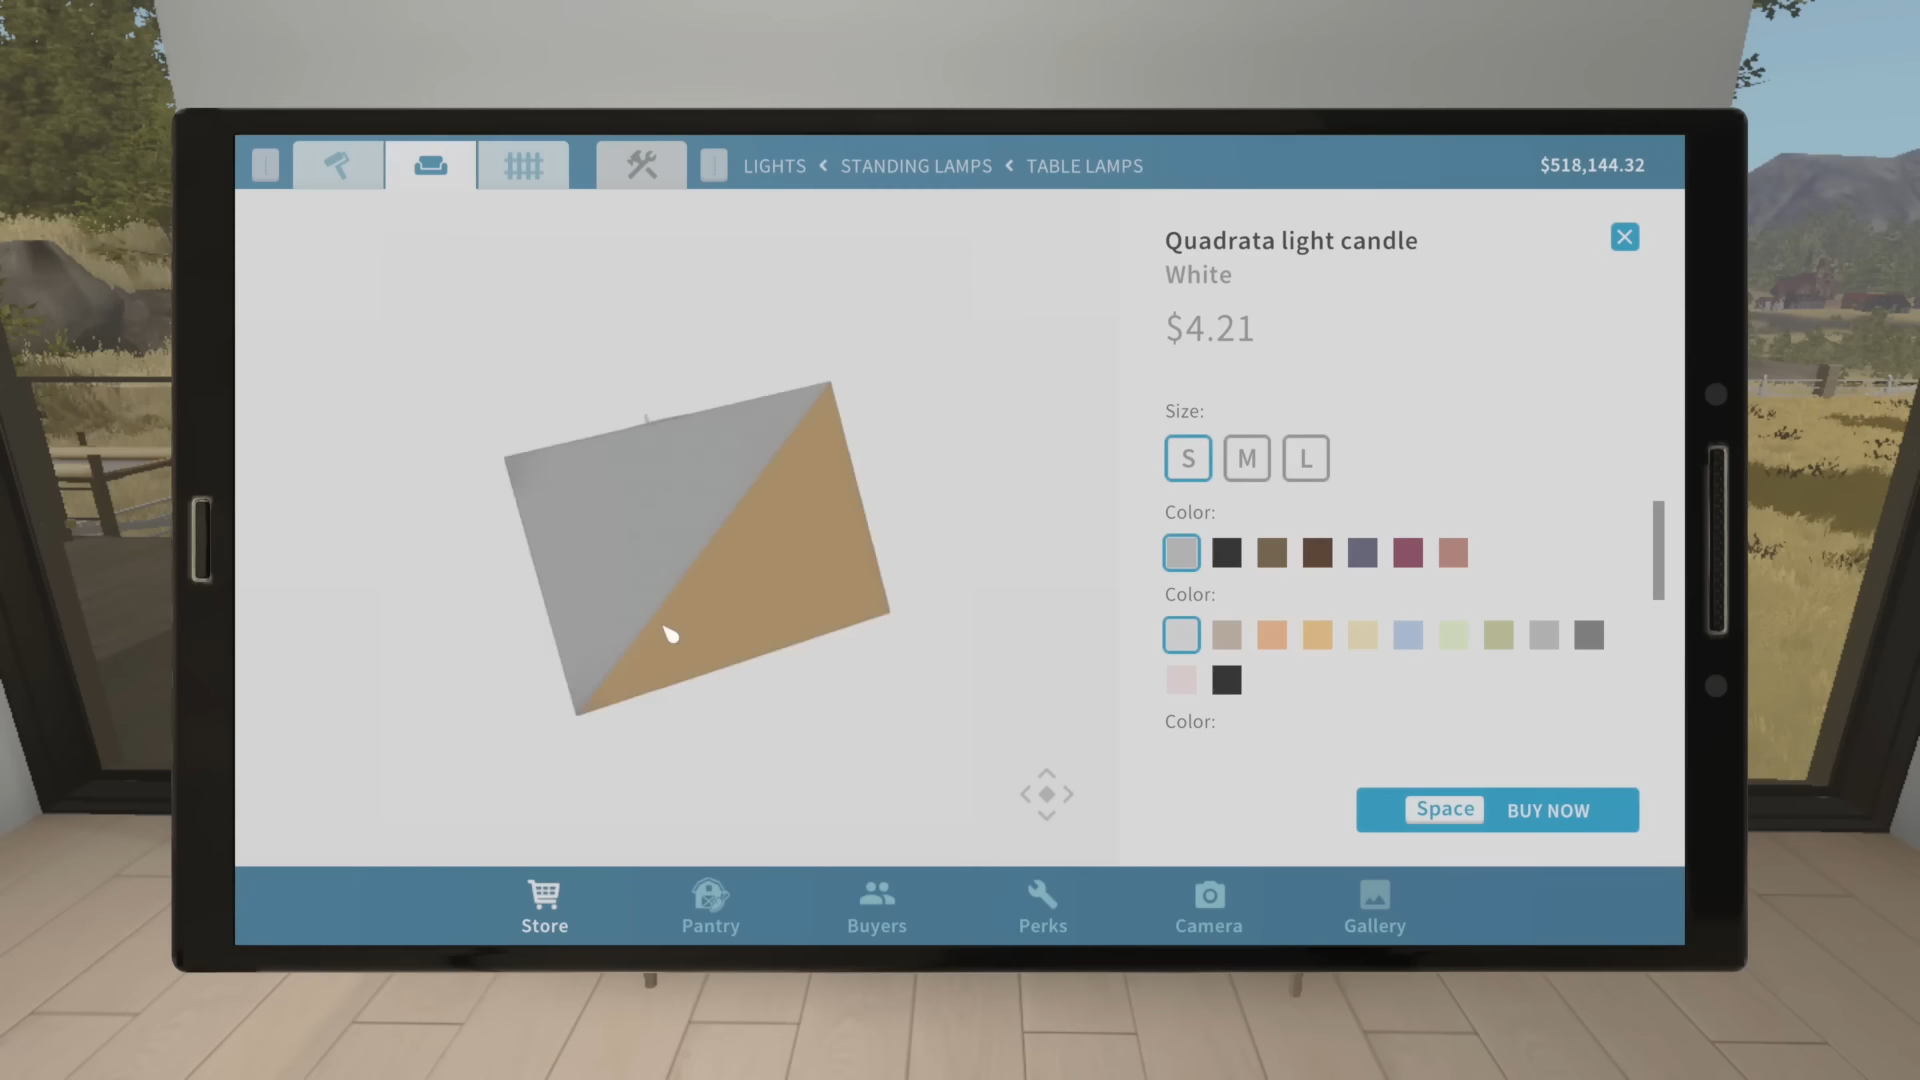 LIGHTS < STANDING LAMPS < TABLE LAMPS
$518,144.32
Quadrata light candle
White
$4.21
Size:
S M L
Color:
Color:
Color:
Space BUY NOW
Store Pantry Buyers Perks Camera Gallery